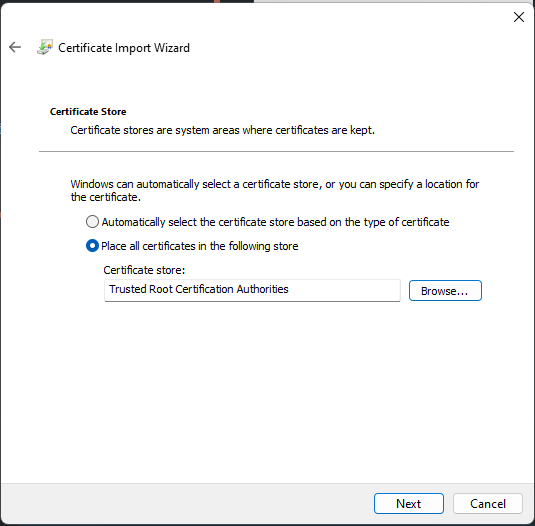 Certificate Import Wizard
Certificate Store
Certificate stores are system areas where certificates are kept.
Windows can automatically select a certificate store, or you can specify a location for
the certificate.
Automatically select the certificate store based on the type of certificate
Place all certificates in the following store
Certificate store:
Trusted Root Certification Authorities
Browse...
Next
Cancel